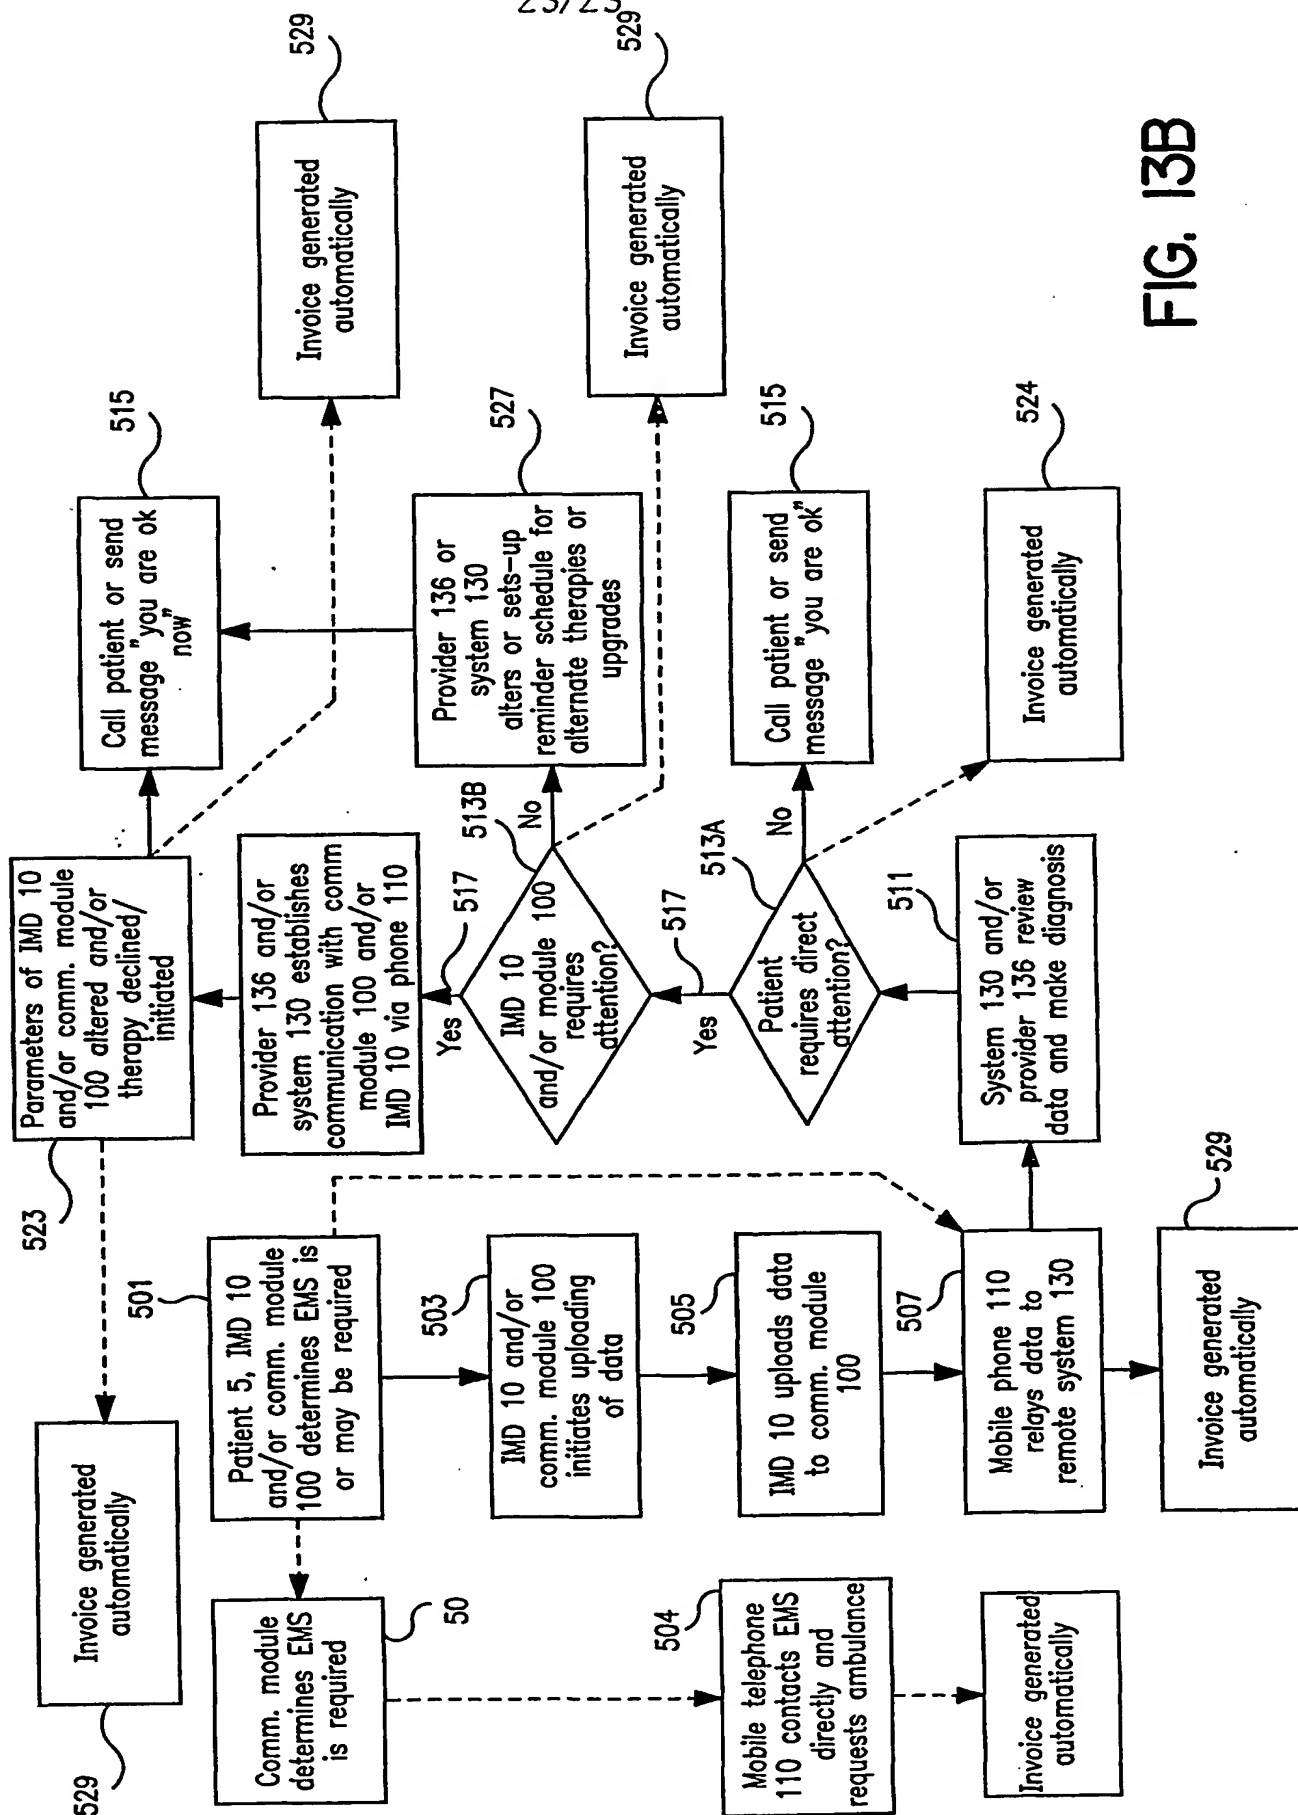 23/23
529
Invoice generated
automatically
Comm. module
determines EMS
is required
50
504
Mobile telephone
110 contacts EMS
directly and
requests ambulance
Invoice generated
automatically
501
Patient 5, IMD 10
and/or comm. module
100 determines EMS is
or may be required
503
IMD 10 and/or
comm. module 100
initiates uploading
of data
505
IMD 10 uploads data
to comm. module
100
507
Mobile phone 110
relays data to
remote system 130
529
Invoice generated
automatically
523
Parameters of IMD 10
and/or comm. module
100 altered and/or
therapy declined/
initiated
Provider 136 and/or
system 130 establishes
communication with comm
module 100 and/or
IMD 10 via phone 110
Yes
517
513B
No
IMD 10
and/or module 100
requires
attention?
Yes
517
513A
No
Patient
requires direct
attention?
511
System 130 and/or
provider 136 review
data and make diagnosis
515
Call patient or send
message "you are ok
now"
527
Provider 136 or
system 130
alters or sets-up
reminder schedule for
alternate therapies or
upgrades
515
Call patient or send
message "you are ok"
524
Invoice generated
automatically
529
Invoice generated
automatically
529
Invoice generated
automatically
FIG. 13B